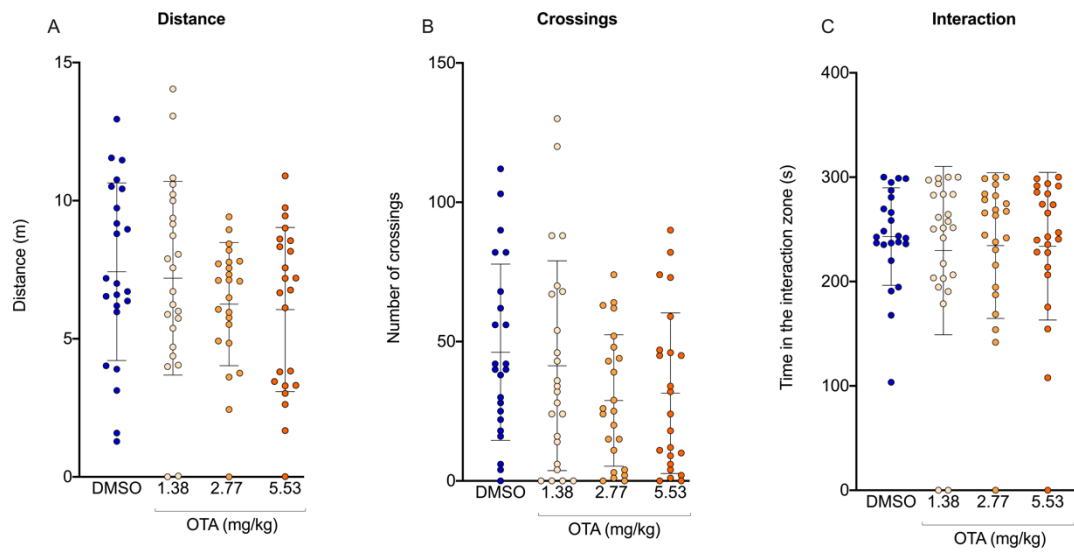 A
Distance
Distance (m)
15
10
5
0
DMSO 1.38 2.77 5.53
OTA (mg/kg)
B
Crossings
Number of crossings
150
100
50
0
DMSO 1.38 2.77 5.53
OTA (mg/kg)
C
Interaction
Time in the interaction zone (s)
400
300
200
100
0
DMSO 1.38 2.77 5.53
OTA (mg/kg)